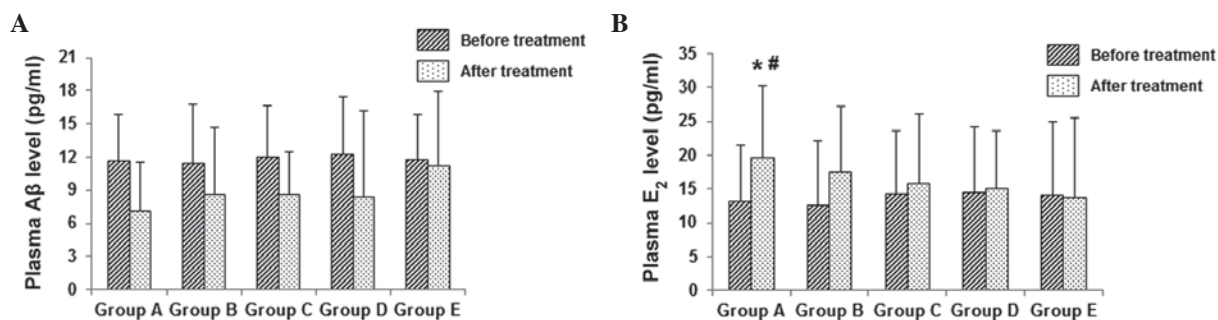 A
Before treatment
After treatment
Plasma Aβ level (pg/ml)
21
18
15
12
9
6
3
0
Group A Group B Group C Group D Group E
B
Before treatment
After treatment
Plasma E₂ level (pg/ml)
35
30
25
20
15
10
5
0
* #
Group A Group B Group C Group D Group E